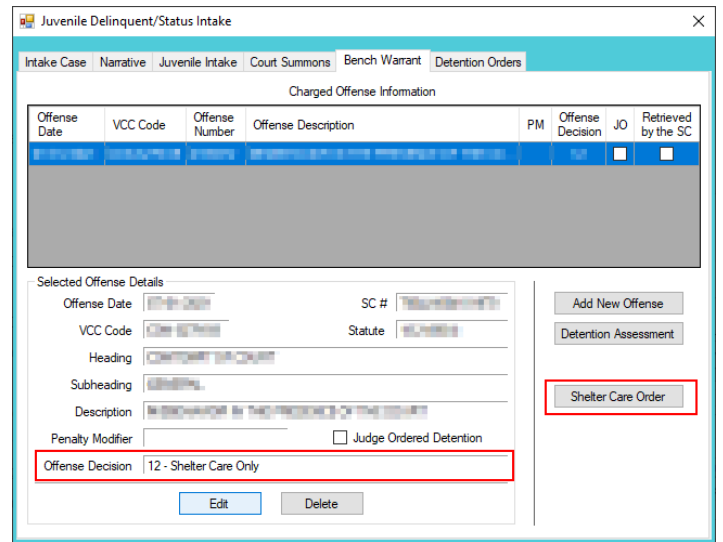 Juvenile Delinquent/Status Intake
Intake Case Narrative Juvenile Intake Court Summons Bench Warrant Detention Orders
Charged Offense Information
Offense Date VCC Code Offense Number Offense Description PM Offense Decision JO Retrieved by the SC
Selected Offense Details
Offense Date SC #
VCC Code Statute
Heading
Subheading
Description
Penalty Modifier Judge Ordered Detention
Offense Decision 12 - Shelter Care Only
Edit Delete
Add New Offense
Detention Assessment
Shelter Care Order